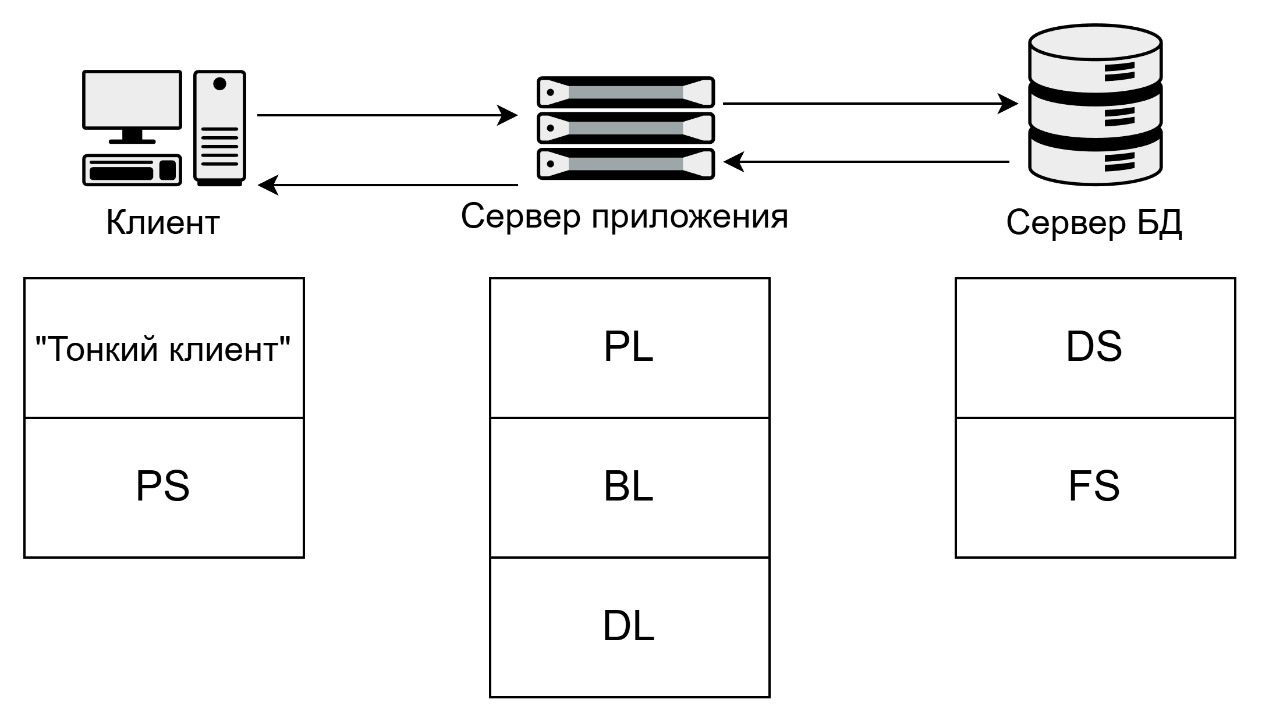 Клиент
Сервер приложения
Сервер БД
"Тонкий клиент"
PS
PL
BL
DL
DS
FS